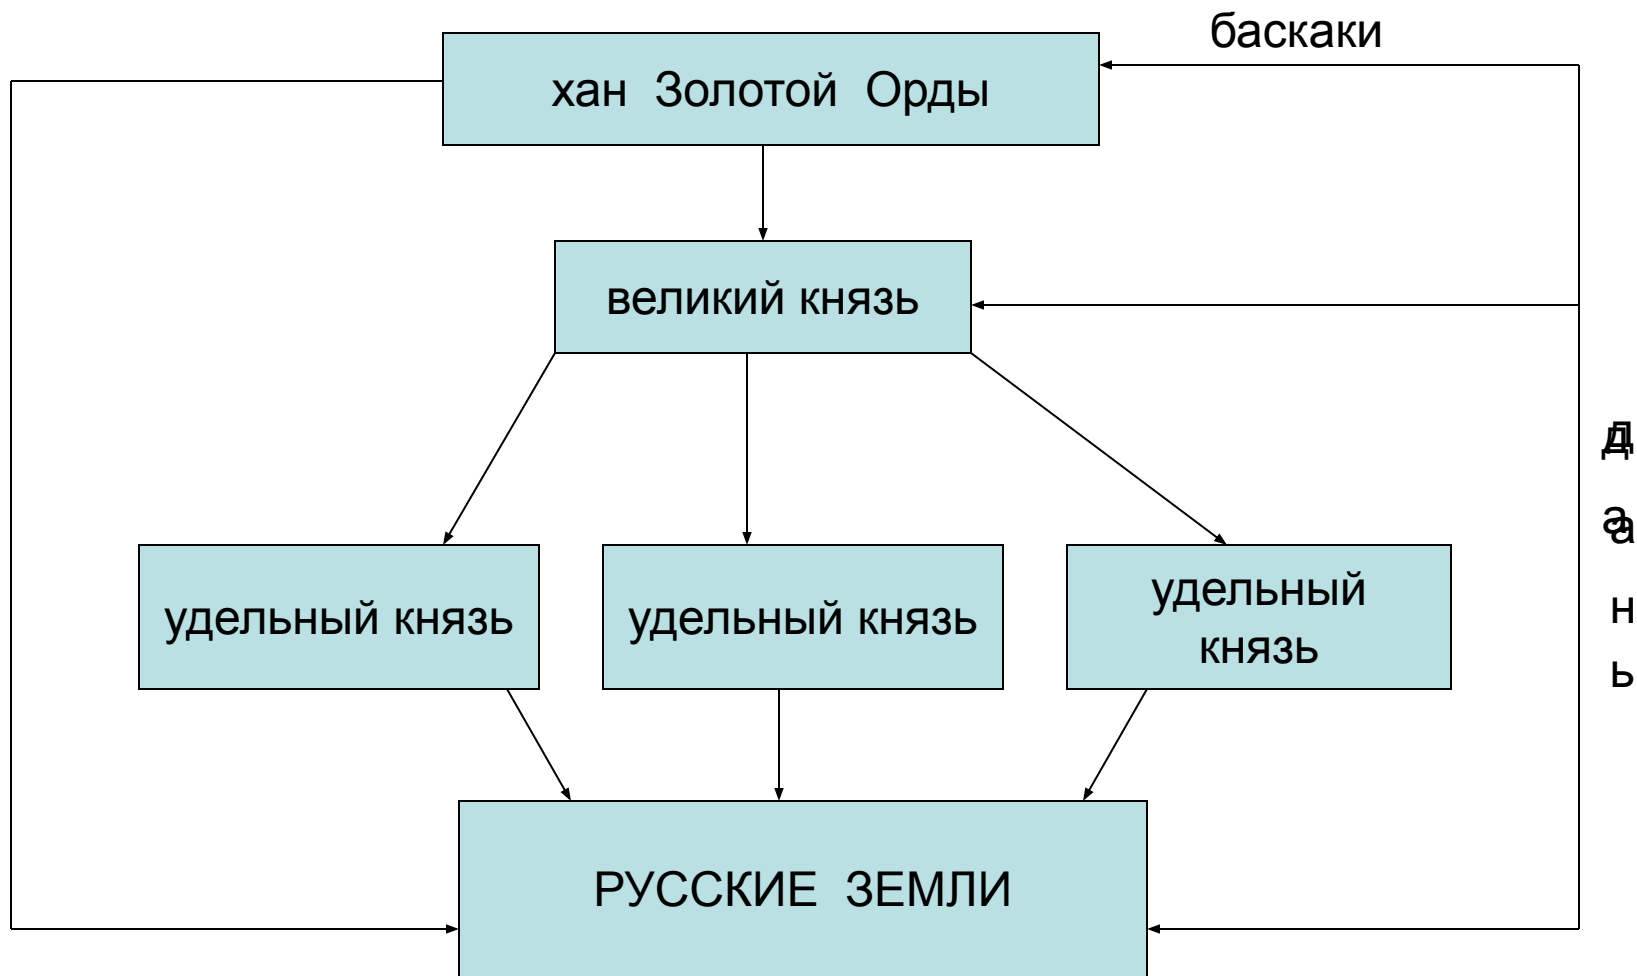 баскаки
хан Золотой Орды
великий князь
удельный князь
удельный князь
удельный
князь
д
а
н
ь
РУССКИЕ ЗЕМЛИ